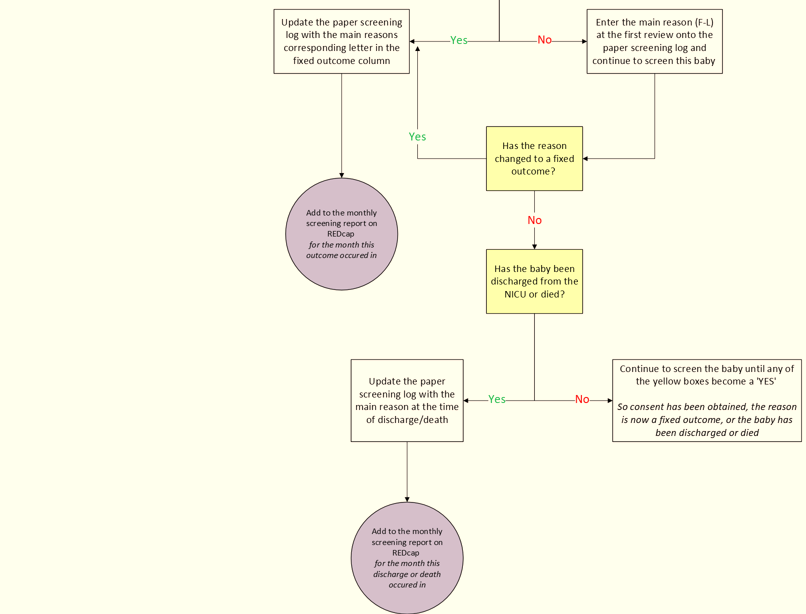 Update the paper screening
log with the main reasons
corresponding letter in the
fixed outcome column
Yes
No
Enter the main reason (F-L)
at the first review onto the
paper screening log and
continue to screen this baby
Yes
Has the reason
changed to a fixed
outcome?
Add to the monthly
screening report on
REDcap
for the month this
outcome occured in
No
Has the baby been
discharged from the
NICU or died?
Update the paper
screening log with the
main reason at the time
of discharge/death
Yes
No
Continue to screen the baby until any of
the yellow boxes become a 'YES'
So consent has been obtained, the reason
is now a fixed outcome, or the baby has
been discharged or died
Add to the monthly
screening report on
REDcap
for the month this
discharge or death
occured in